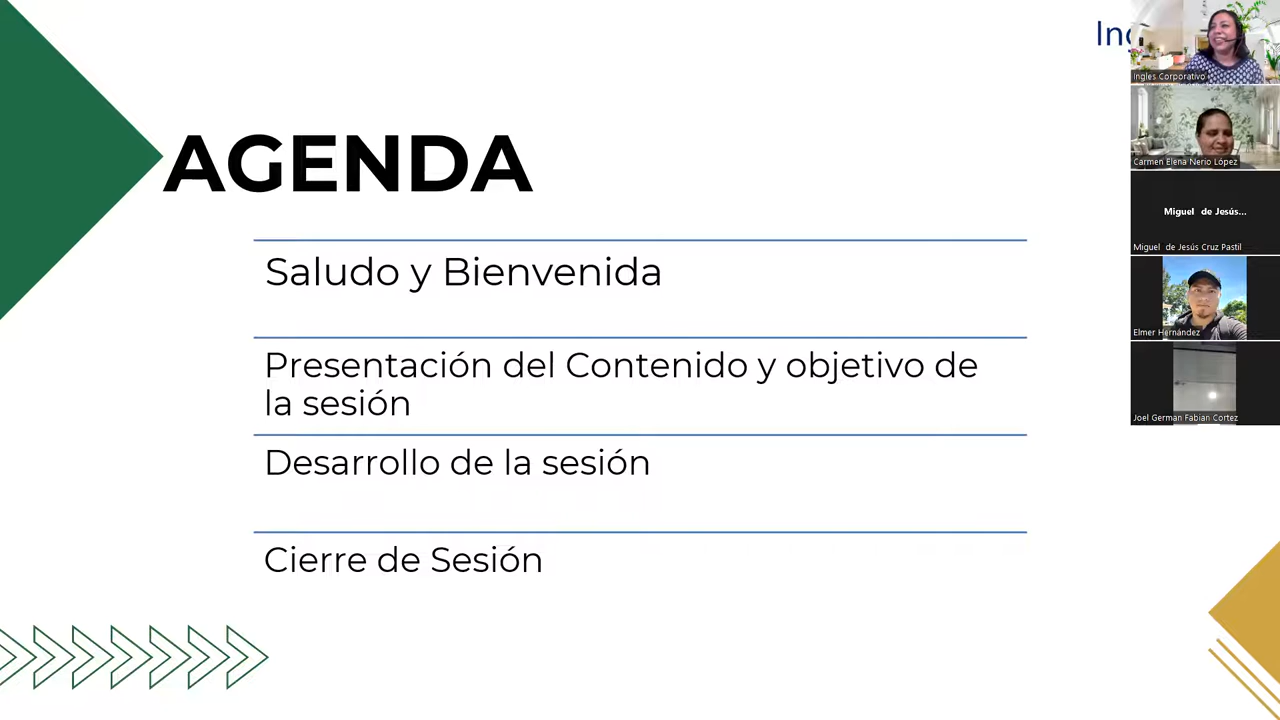 AGENDA
Saludo y Bienvenida
Presentación del Contenido y objetivo de
la sesión
Desarrollo de la sesión
Cierre de Sesión
Ingles Corporativo
Carmen Elena Nerio López
Miguel de Jesús...
Miguel de Jesús Cruz Pastil
Elmer Hernández
Joel German Fabian Cortez